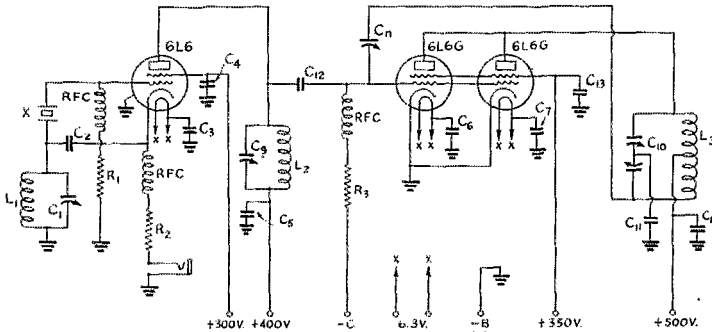 6L6
C4
Cn
6L6G
6L6G
C12
C13
X
RFC
C2
C3
RFC
C6
C7
C10
L1
C1
R1
RFC
C9
L2
R3
C11
R2
C5
J
X X
X X
X X
X X
+300V.
+400V.
-C
6.3V.
-B
+350V.
+500V.